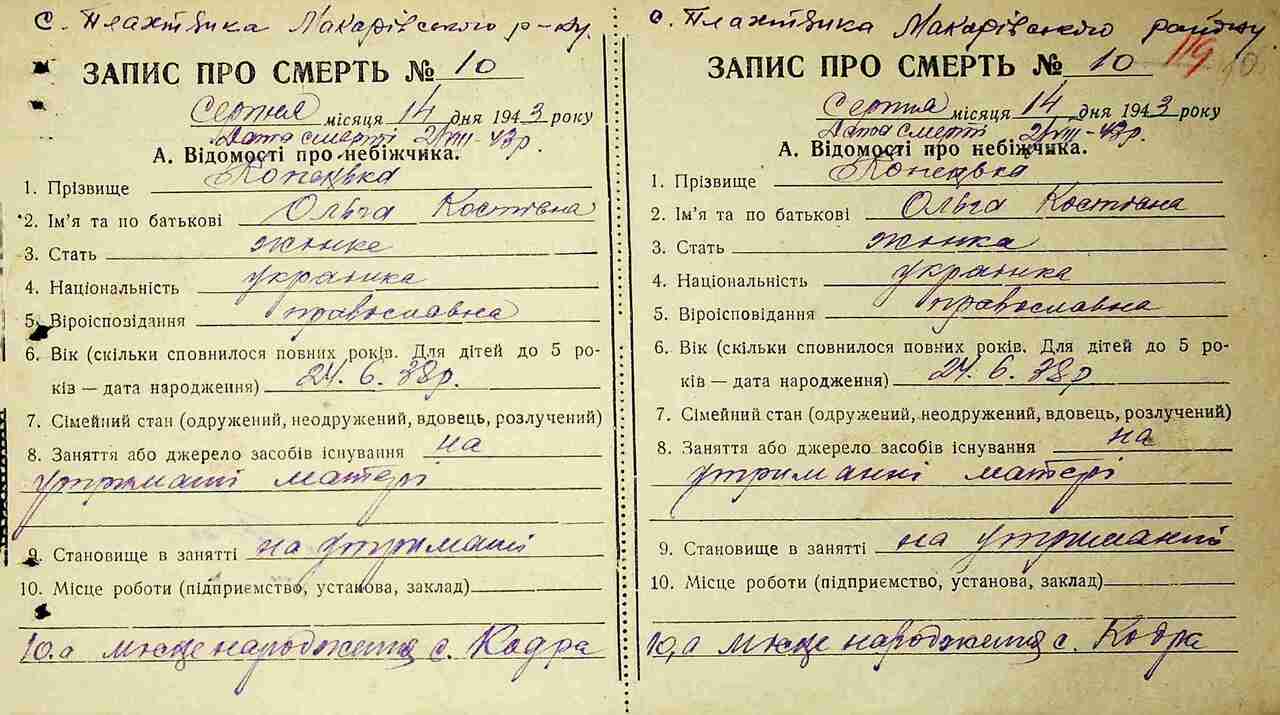 с. Плахтянка Макарівського р-ну.
ЗАПИС ПРО СМЕРТЬ № 10
Серпня місяця 14 дня 1943 року
Дата смерті 2/VIII-43р.
А. Відомості про небіжчика.
1. Прізвище Конецька
2. Ім'я та по батькові Ольга Костівна
3. Стать жінка
4. Національність українка
5. Віроісповідання православна
6. Вік (скільки сповнилося повних років. Для дітей до 5 ро-
ків — дата народження) 24. 6. 38р.
7. Сімейний стан (одружений, неодружений, вдовець, розлучений)
8. Заняття або джерело засобів існування на
утриманні матері
9. Становище в занятті на утриманні
10. Місце роботи (підприємство, установа, заклад)
10.а місце народження с. Кодра
с. Плахтянка Макарівського району
119
ЗАПИС ПРО СМЕРТЬ № 10
Серпня місяця 14 дня 1943 року
Дата смерті 2/VIII-43р.
А. Відомості про небіжчика.
1. Прізвище Конецька
2. Ім'я та по батькові Ольга Костівна
3. Стать жінка
4. Національність українка
5. Віроісповідання православна
6. Вік (скільки сповнилося повних років. Для дітей до 5 ро-
ків — дата народження) 24. 6. 38р
7. Сімейний стан (одружений, неодружений, вдовець, розлучений)
8. Заняття або джерело засобів існування на
утриманні матері
9. Становище в занятті на утриманні
10. Місце роботи (підприємство, установа, заклад)
10,а місце народження с. Кодра